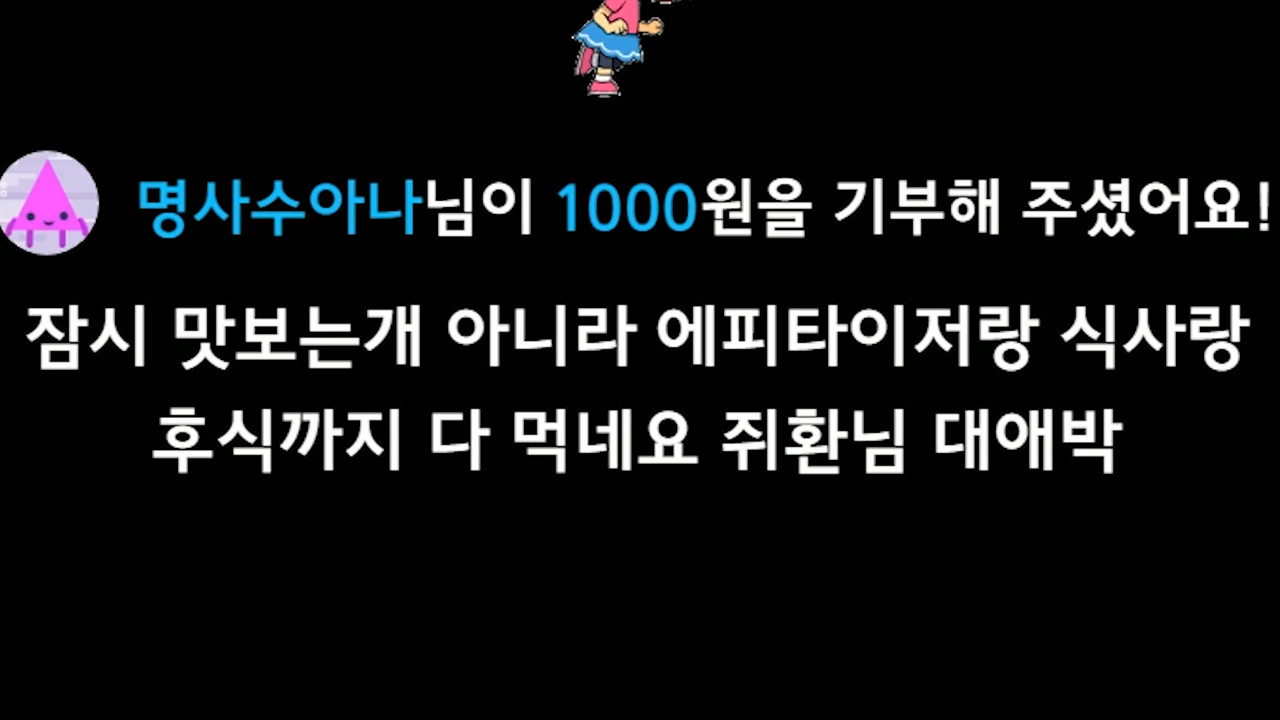 명사수아나님이 1000원을 기부해 주셨어요!
잠시 맛보는개 아니라 에피타이저랑 식사랑
후식까지 다 먹네요 쥐환님 대애박